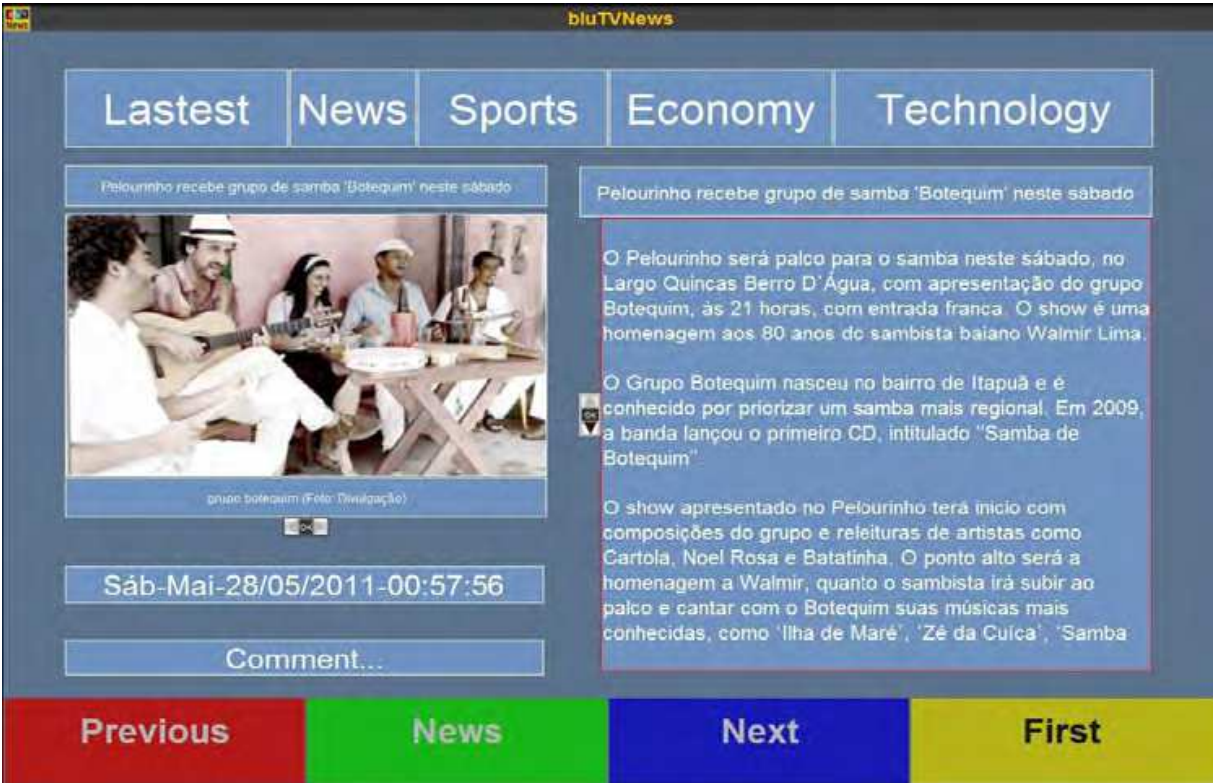 News
bluTVNews
Lastest
News
Sports
Economy
Technology
Pelourinho recebe grupo de samba 'Botequim' neste sábado
grupo botequim (Foto: Divulgação)
OK
Sáb-Mai-28/05/2011-00:57:56
Comment...
Pelourinho recebe grupo de samba 'Botequim' neste sábado
O Pelourinho será palco para o samba neste sábado, no
Largo Quincas Berro D`Água, com apresentação do grupo
Botequim, às 21 horas, com entrada franca. O show é uma
homenagem aos 80 anos do sambista baiano Walmir Lima.
O Grupo Botequim nasceu no bairro de Itapuã e é
conhecido por priorizar um samba mais regional. Em 2009,
a banda lançou o primeiro CD, intitulado "Samba de
Botequim"
O show apresentado no Pelourinho terá início com
composições do grupo e releituras de artistas como
Cartola, Noel Rosa e Batatinha. O ponto alto será a
homenagem a Walmir, quanto o sambista irá subir ao
palco e cantar com o Botequim suas músicas mais
conhecidas, como `Ilha de Maré`, `Zé da Cuíca`, `Samba
OK
Previous
News
Next
First